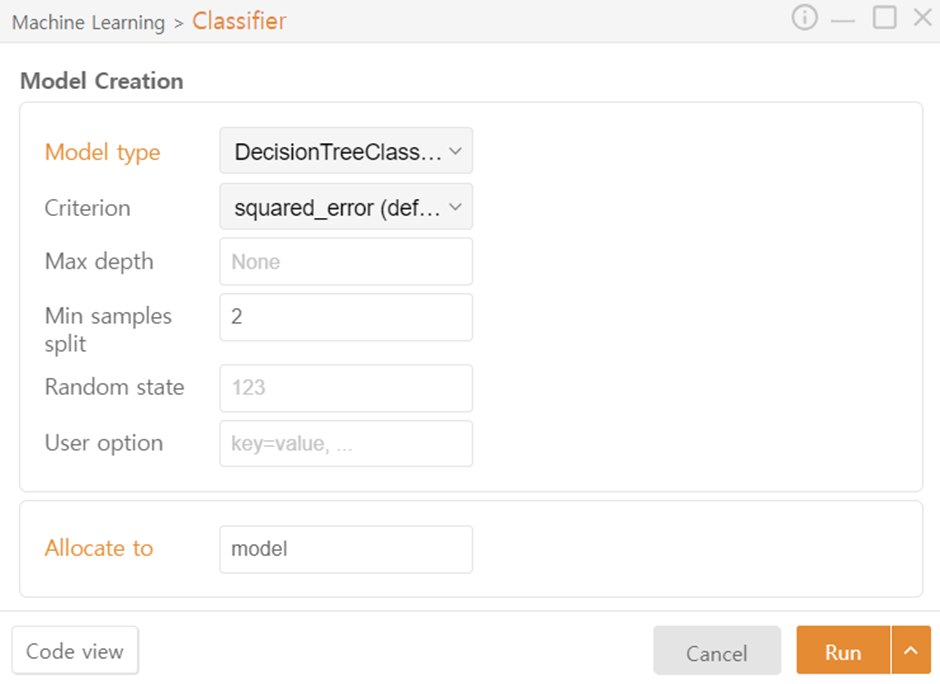 Machine Learning > Classifier
Model Creation
Model type DecisionTreeClass...
Criterion squared_error (def...
Max depth None
Min samples split 2
Random state 123
User option key=value, ...
Allocate to model
Code view Cancel Run